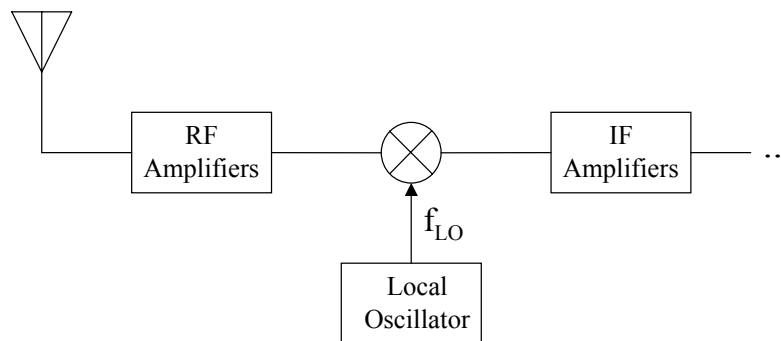 RF
Amplifiers
IF
Amplifiers
..
f_LO
Local
Oscillator